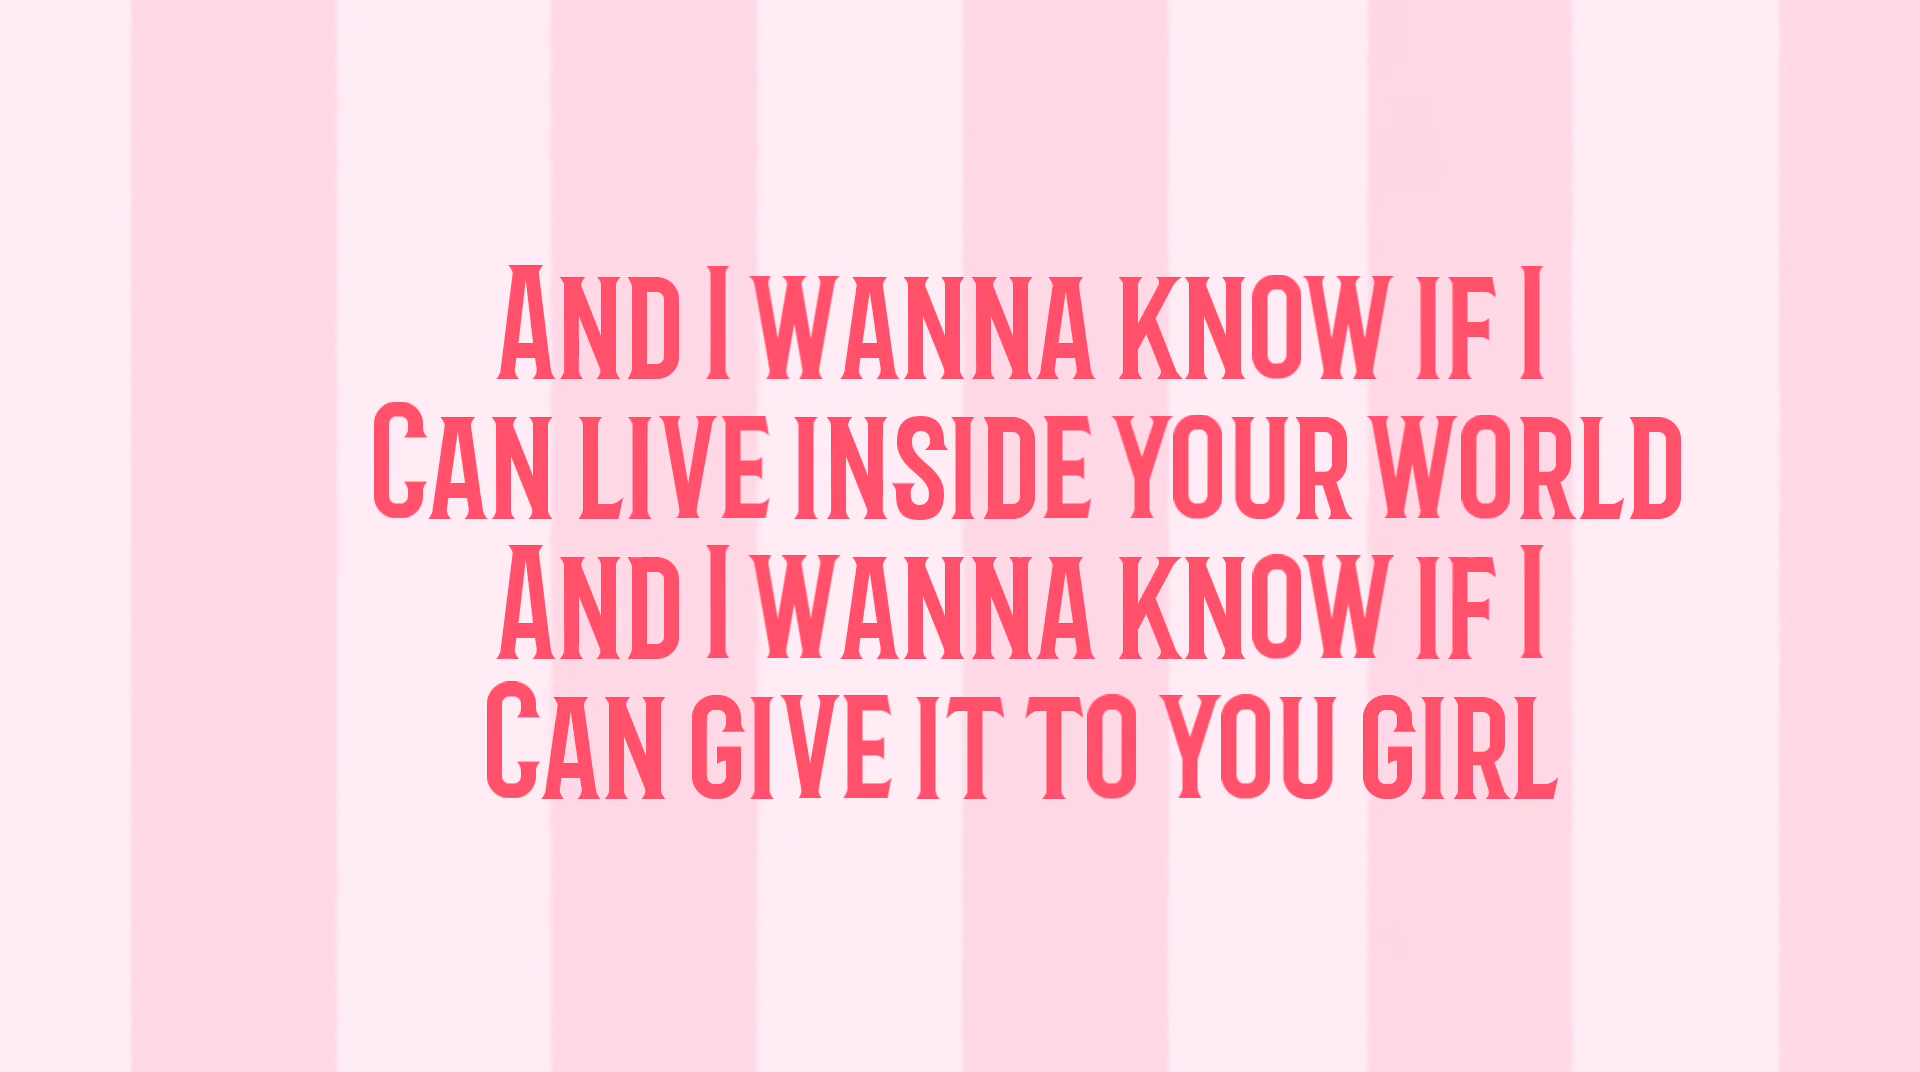 And I wanna know if I
Can live inside your world
And I wanna know if I
Can give it to you girl